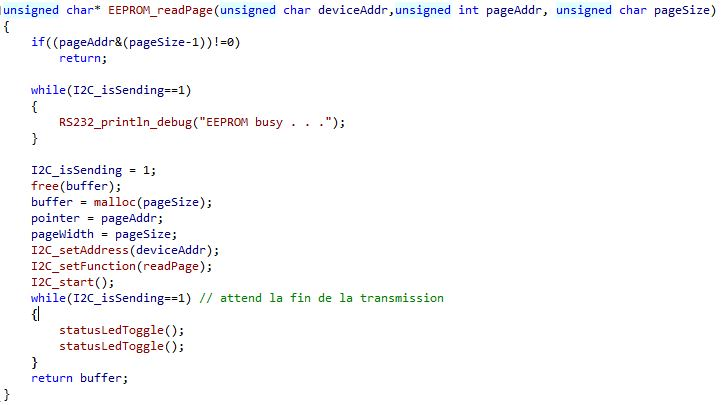 unsigned char* EEPROM_readPage(unsigned char deviceAddr,unsigned int pageAddr, unsigned char pageSize)
{
    if((pageAddr&(pageSize-1))!=0)
        return;

    while(I2C_isSending==1)
    {
        RS232_println_debug("EEPROM busy . . .");
    }

    I2C_isSending = 1;
    free(buffer);
    buffer = malloc(pageSize);
    pointer = pageAddr;
    pageWidth = pageSize;
    I2C_setAddress(deviceAddr);
    I2C_setFunction(readPage);
    I2C_start();
    while(I2C_isSending==1) // attend la fin de la transmission
    {
        statusLedToggle();
        statusLedToggle();
    }
    return buffer;
}